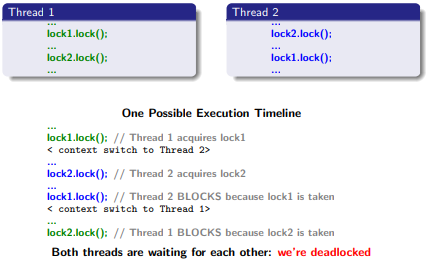 Thread 1
...
lock1.lock();
...
lock2.lock();
...
Thread 2
...
lock2.lock();
...
lock1.lock();
...
One Possible Execution Timeline
...
lock1.lock(); // Thread 1 acquires lock1
< context switch to Thread 2>
...
lock2.lock(); // Thread 2 acquires lock2
...
lock1.lock(); // Thread 2 BLOCKS because lock1 is taken
< context switch to Thread 1>
...
lock2.lock(); // Thread 1 BLOCKS because lock2 is taken
Both threads are waiting for each other: we're deadlocked